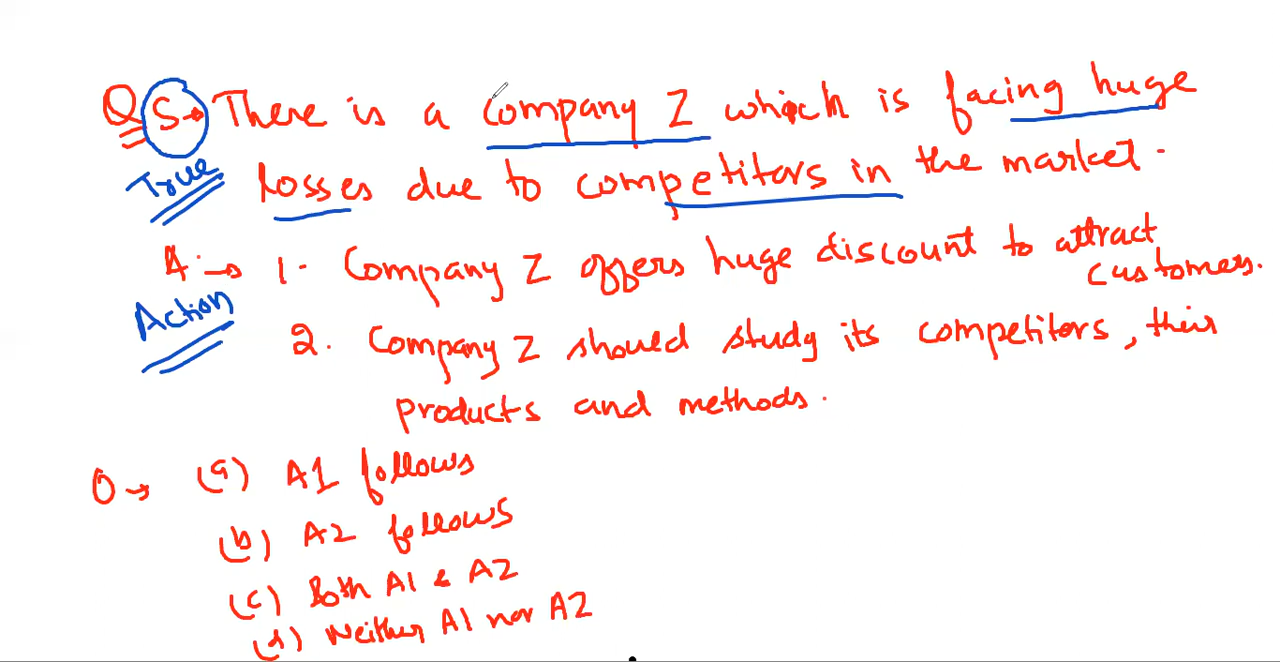 Q S→ There is a Company Z which is facing huge
True losses due to competitors in the market.
A → 1. Company Z offers huge discount to attract
customers.
Action
2. Company Z should study its competitors, their
products and methods.
O → (a) A1 follows
(b) A2 follows
(c) Both A1 & A2
(d) Neither A1 nor A2